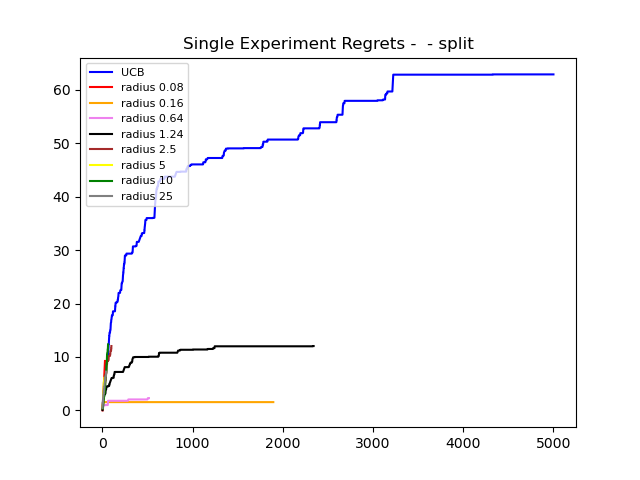 Single Experiment Regrets -  - split
UCB
radius 0.08
radius 0.16
radius 0.64
radius 1.24
radius 2.5
radius 5
radius 10
radius 25
60
50
40
30
20
10
0
0 1000 2000 3000 4000 5000